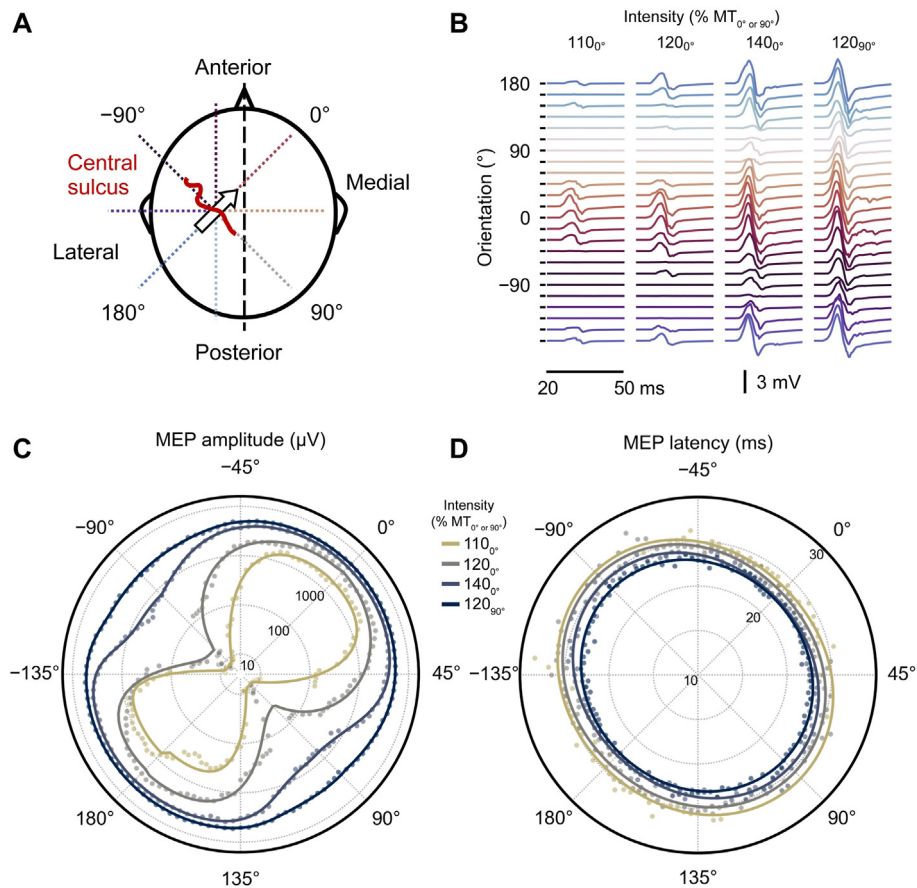 A
Anterior
−90°
0°
Central
sulcus
Medial
Lateral
180°
90°
Posterior
B
Intensity (% MT0° or 90°)
1100°
1200°
1400°
12090°
Orientation (°)
180
90
0
−90
20
50 ms
3 mV
C
MEP amplitude (µV)
−45°
−90°
0°
1000
100
10
−135°
45°
180°
90°
135°
Intensity
(% MT0° or 90°)
1100°
1200°
1400°
12090°
D
MEP latency (ms)
−45°
−90°
0°
30
20
10
−135°
45°
180°
90°
135°